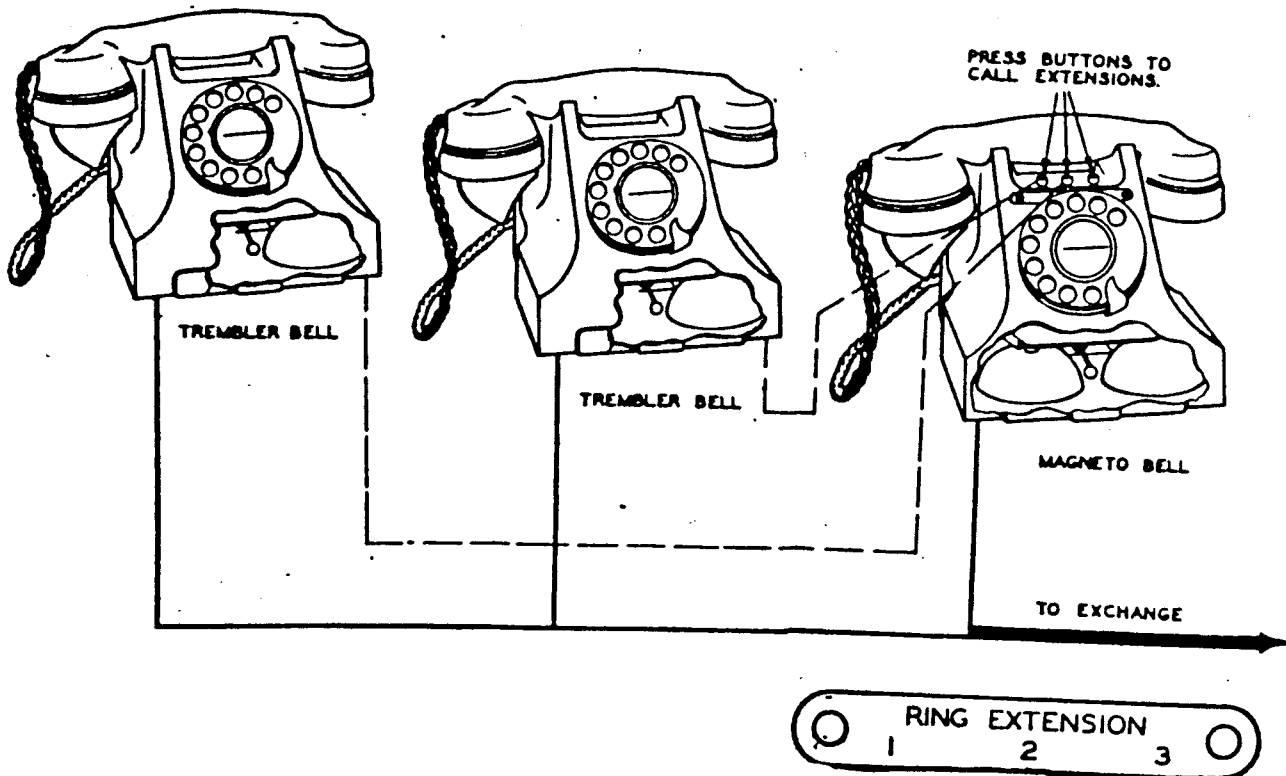 PRESS BUTTONS TO
CALL EXTENSIONS.
TREMBLER BELL
TREMBLER BELL
MAGNETO BELL
TO EXCHANGE
RING EXTENSION
1 2 3